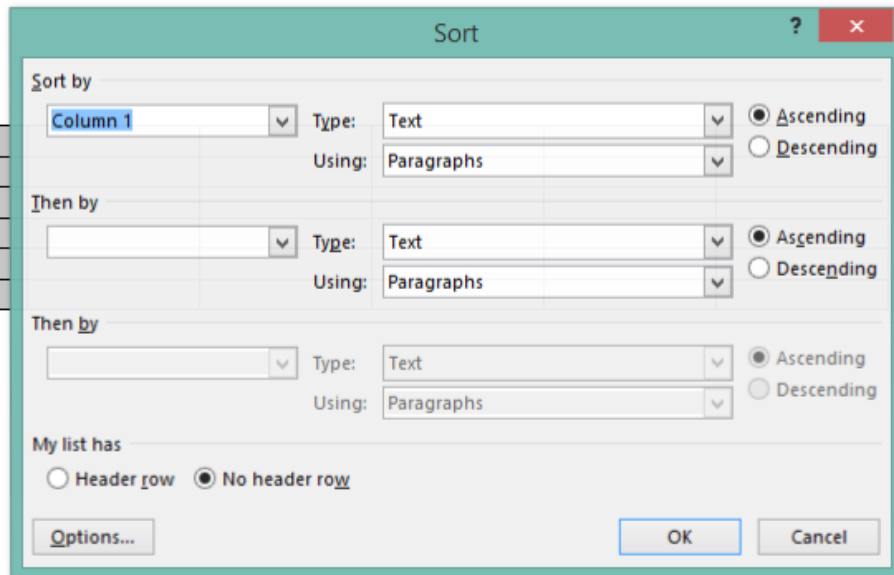 Sort ?
Sort by
Column 1 Type: Text Ascending
Using: Paragraphs Descending
Then by
Type: Text Ascending
Using: Paragraphs Descending
Then by
Type: Text Ascending
Using: Paragraphs Descending
My list has
Header row No header row
Options... OK Cancel